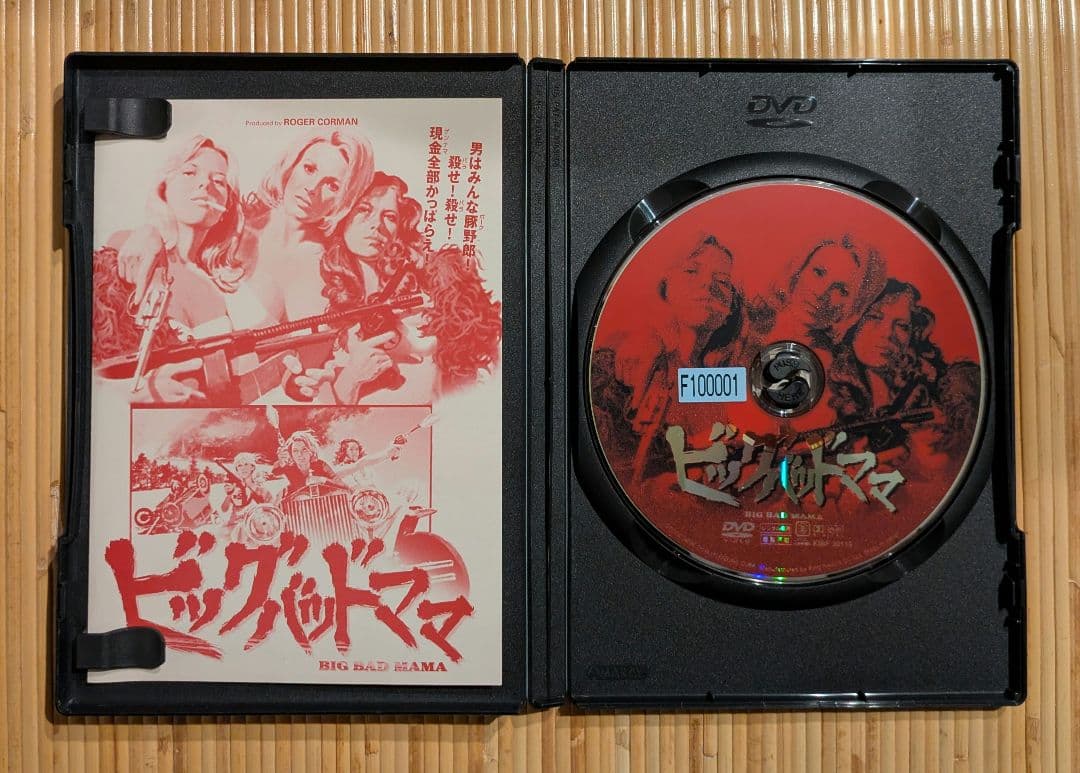 Produced by ROGER CORMAN
男はみんな豚野郎!
殺せ!殺せ!
現金全部かっぱらえ!
ビッグバッドママ
BIG BAD MAMA
DVD
F100001
ビッグバッドママ
BIG BAD MAMA
DVD